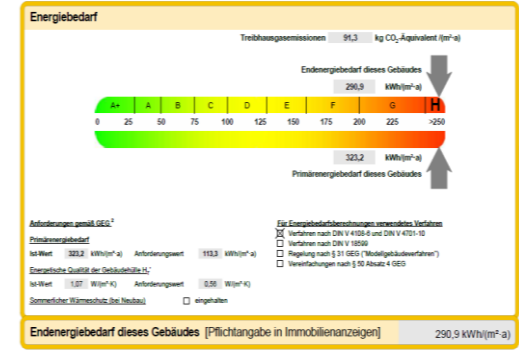 Energiebedarf
Treibhausgasemissionen 91,3 kg CO2-Äquivalent /(m²·a)
Endenergiebedarf dieses Gebäudes
290,9 kWh/(m²·a)
A+ A B C D E F G H
0 25 50 75 100 125 150 175 200 225 >250
323,2 kWh/(m²·a)
Primärenergiebedarf dieses Gebäudes
Anforderungen gemäß GEG 2
Primärenergiebedarf
Ist-Wert 323,2 kWh/(m²·a) Anforderungswert 113,3 kWh/(m²·a)
Energetische Qualität der Gebäudehülle HT'
Ist-Wert 1,07 W/(m²·K) Anforderungswert 0,56 W/(m²·K)
Sommerlicher Wärmeschutz (bei Neubau) eingehalten
Für Energiebedarfsberechnungen verwendetes Verfahren
Verfahren nach DIN V 4108-6 und DIN V 4701-10
Verfahren nach DIN V 18599
Regelung nach § 31 GEG ("Modellgebäudeverfahren")
Vereinfachungen nach § 50 Absatz 4 GEG
Endenergiebedarf dieses Gebäudes [Pflichtangabe in Immobilienanzeigen] 290,9 kWh/(m²·a)